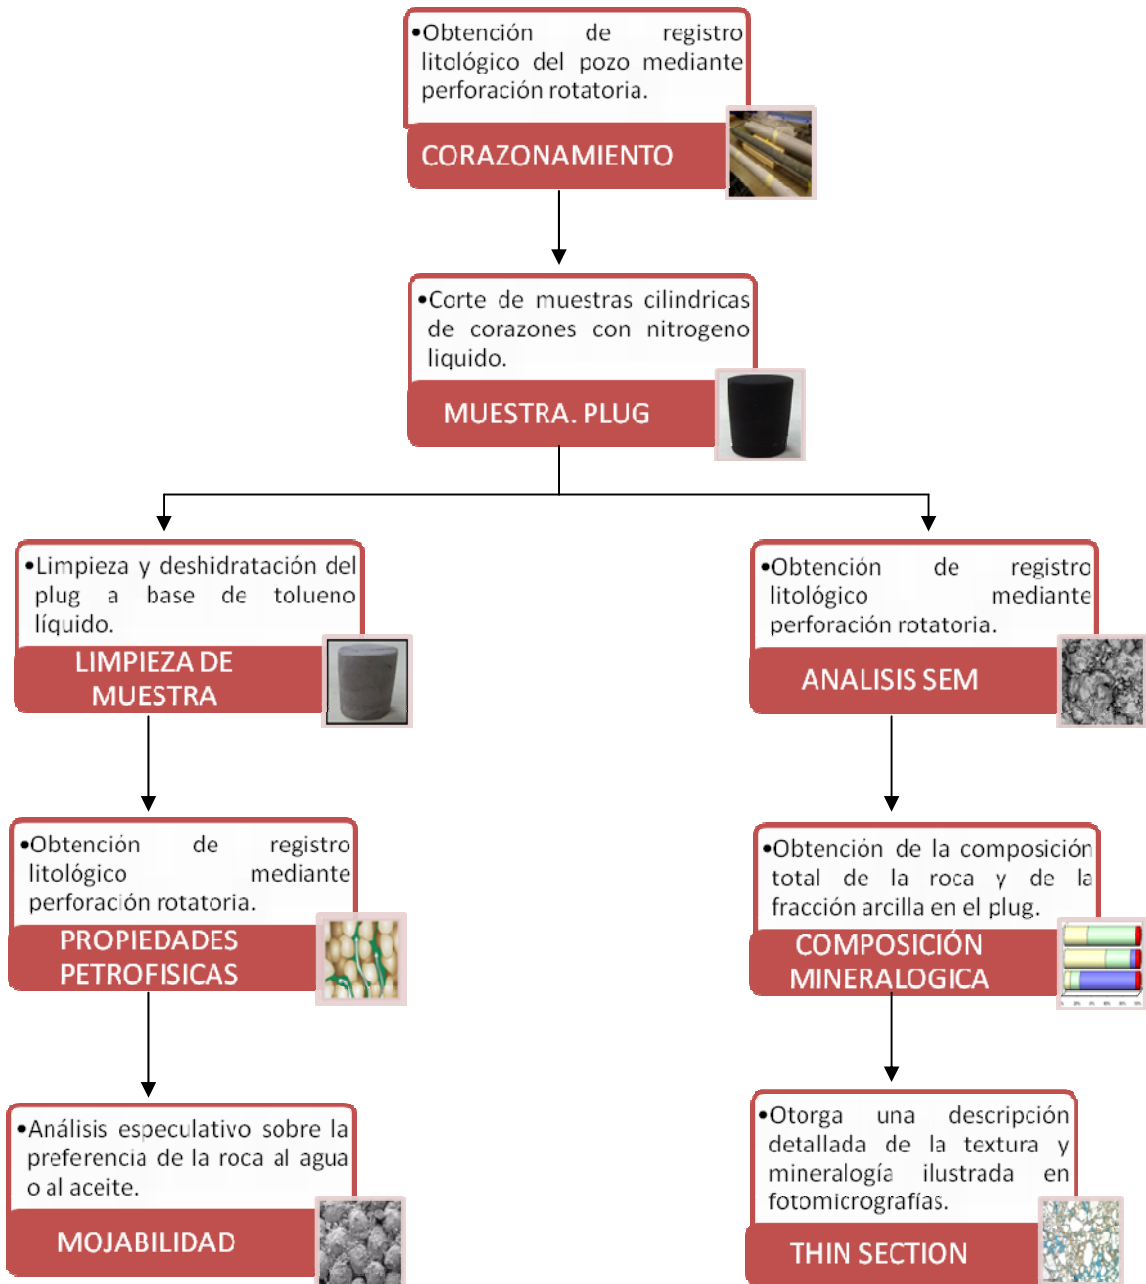 •Obtención de registro
litológico del pozo mediante
perforación rotatoria.
CORAZONAMIENTO
•Corte de muestras cilindricas
de corazones con nitrogeno
liquido.
MUESTRA. PLUG
•Limpieza y deshidratación del
plug a base de tolueno
líquido.
LIMPIEZA DE
MUESTRA
•Obtención de registro
litológico mediante
perforación rotatoria.
PROPIEDADES
PETROFISICAS
•Análisis especulativo sobre la
preferencia de la roca al agua
o al aceite.
MOJABILIDAD
•Obtención de registro
litológico mediante
perforación rotatoria.
ANALISIS SEM
•Obtención de la composición
total de la roca y de la
fracción arcilla en el plug.
COMPOSICIÓN
MINERALOGICA
•Otorga una descripción
detallada de la textura y
mineralogía ilustrada en
fotomicrografías.
THIN SECTION